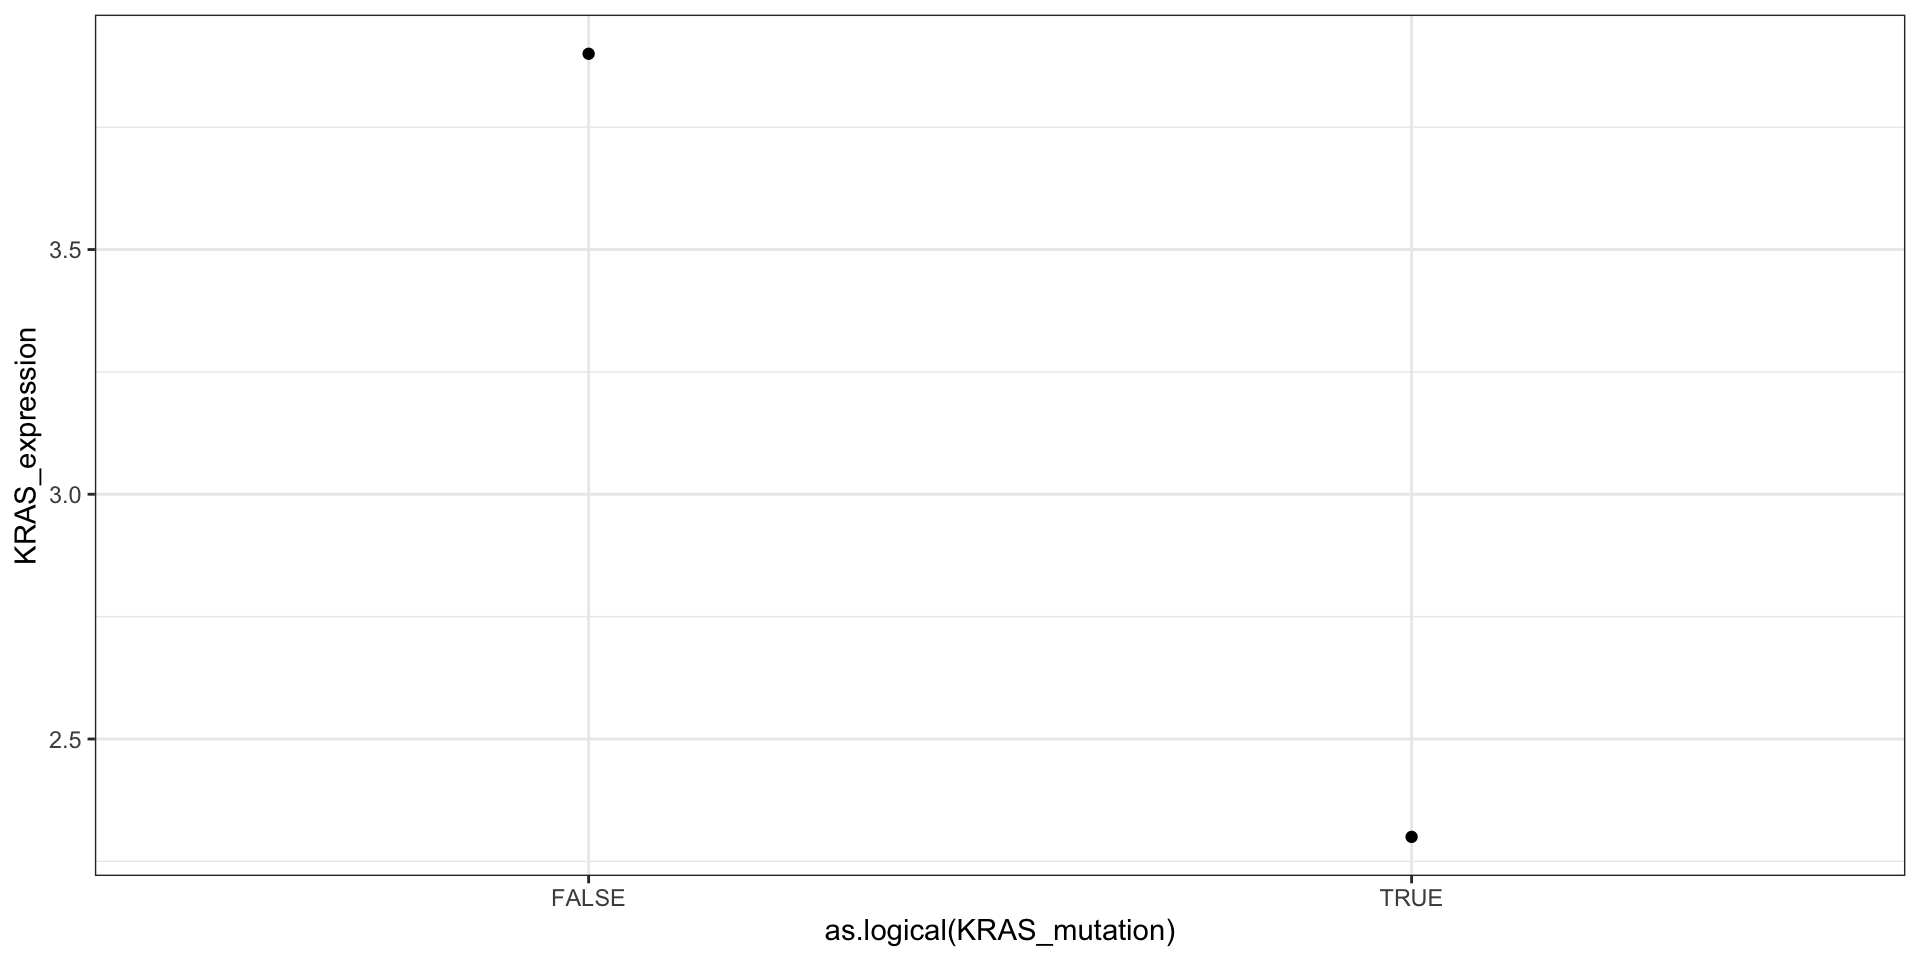 KRAS_expression
3.5
3.0
2.5
FALSE
TRUE
as.logical(KRAS_mutation)